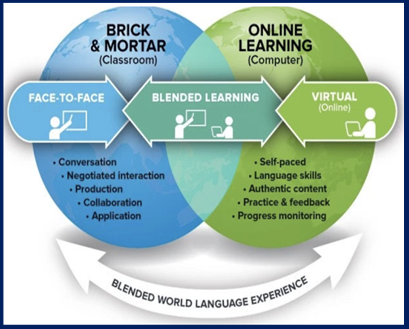 BRICK
& MORTAR
(Classroom)
ONLINE
LEARNING
(Computer)
FACE-TO-FACE
BLENDED LEARNING
VIRTUAL
(Online)
• Conversation
• Negotiated interaction
• Production
• Collaboration
• Application
• Self-paced
• Language skills
• Authentic content
• Practice & feedback
• Progress monitoring
BLENDED WORLD LANGUAGE EXPERIENCE